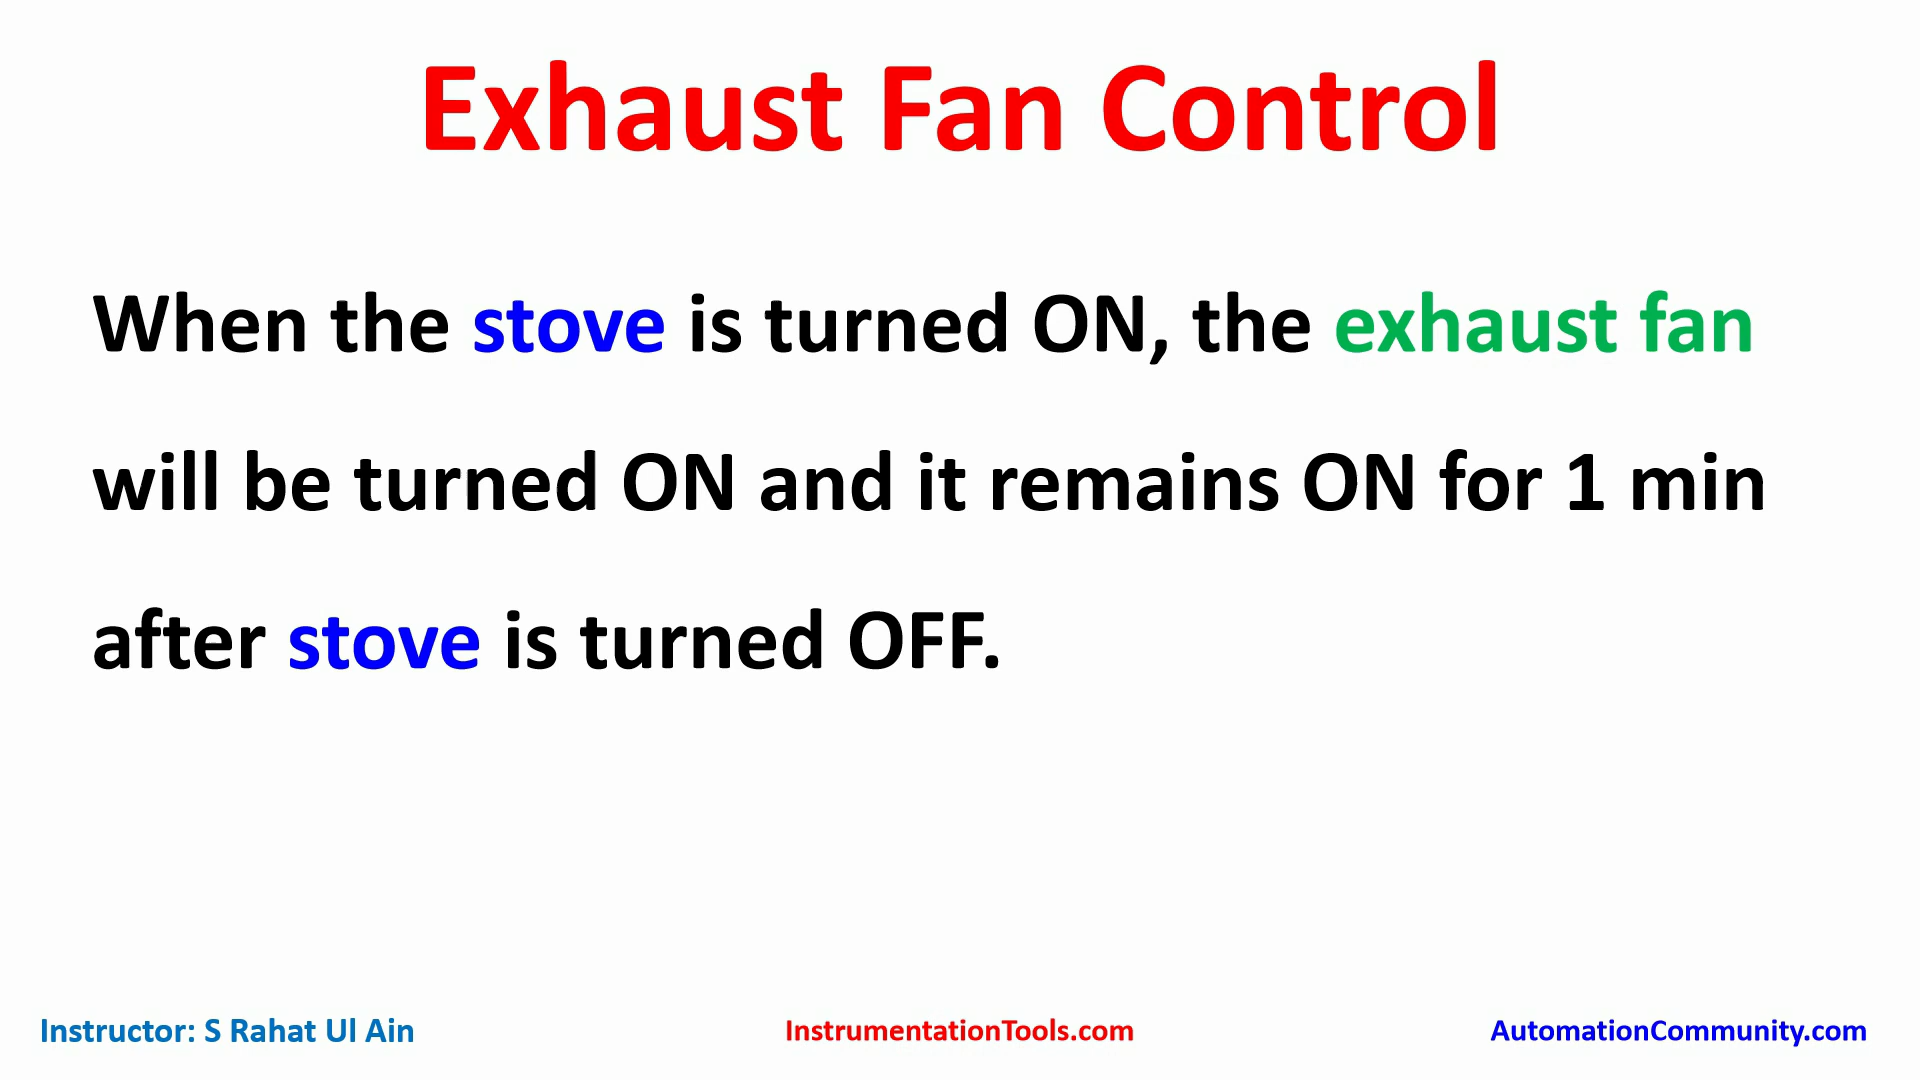 Exhaust Fan Control
When the stove is turned ON, the exhaust fan
will be turned ON and it remains ON for 1 min
after stove is turned OFF.
Instructor: S Rahat Ul Ain
InstrumentationTools.com
AutomationCommunity.com